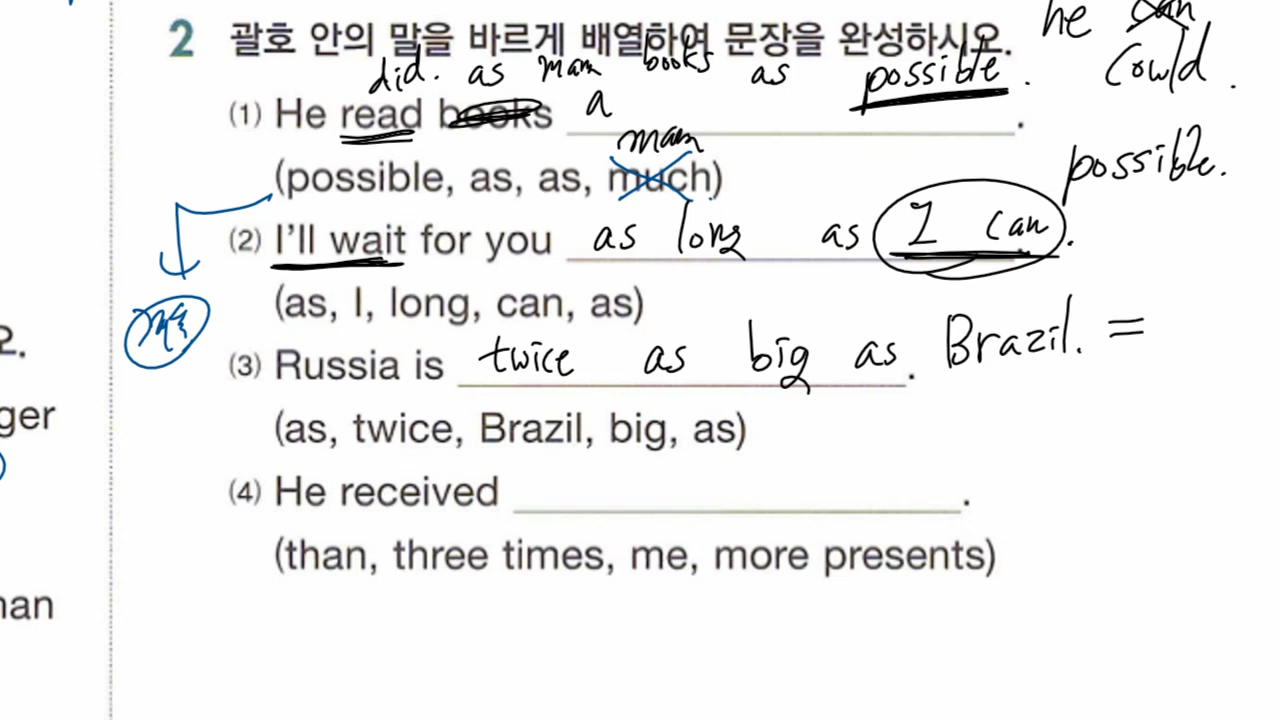 he can
2 괄호 안의 말을 바르게 배열하여 문장을 완성하시오.
could.
did. as books as possible.
(1) He read books a
(possible, as, as, much)
possible.
(2) I'll wait for you as long as I can.
(as, I, long, can, as)
오.
(3) Russia is twice as big as. Brazil. =
ger
(as, twice, Brazil, big, as)
(4) He received .
(than, three times, me, more presents)
nan